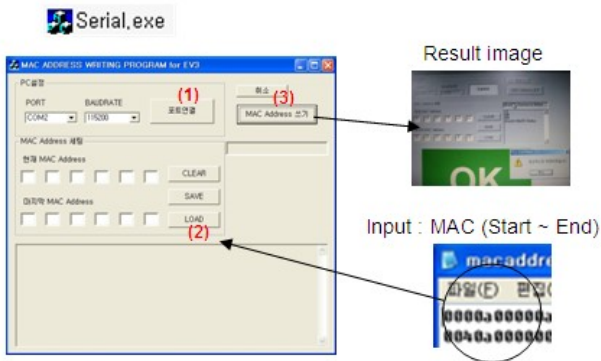 Serial.exe
MAC ADDRESS WRITING PROGRAM for EV3
PC설정
PORT
BAUDRATE
(1)
포트연결
COM2
115200
취소
(3)
MAC Address 쓰기
MAC Address 세팅
현재 MAC Address
CLEAR
SAVE
마지막 MAC Address
LOAD
(2)
Result image
OK
Input : MAC (Start ~ End)
macaddre
파일(F) 편집(
0000a00000a
0040a000000